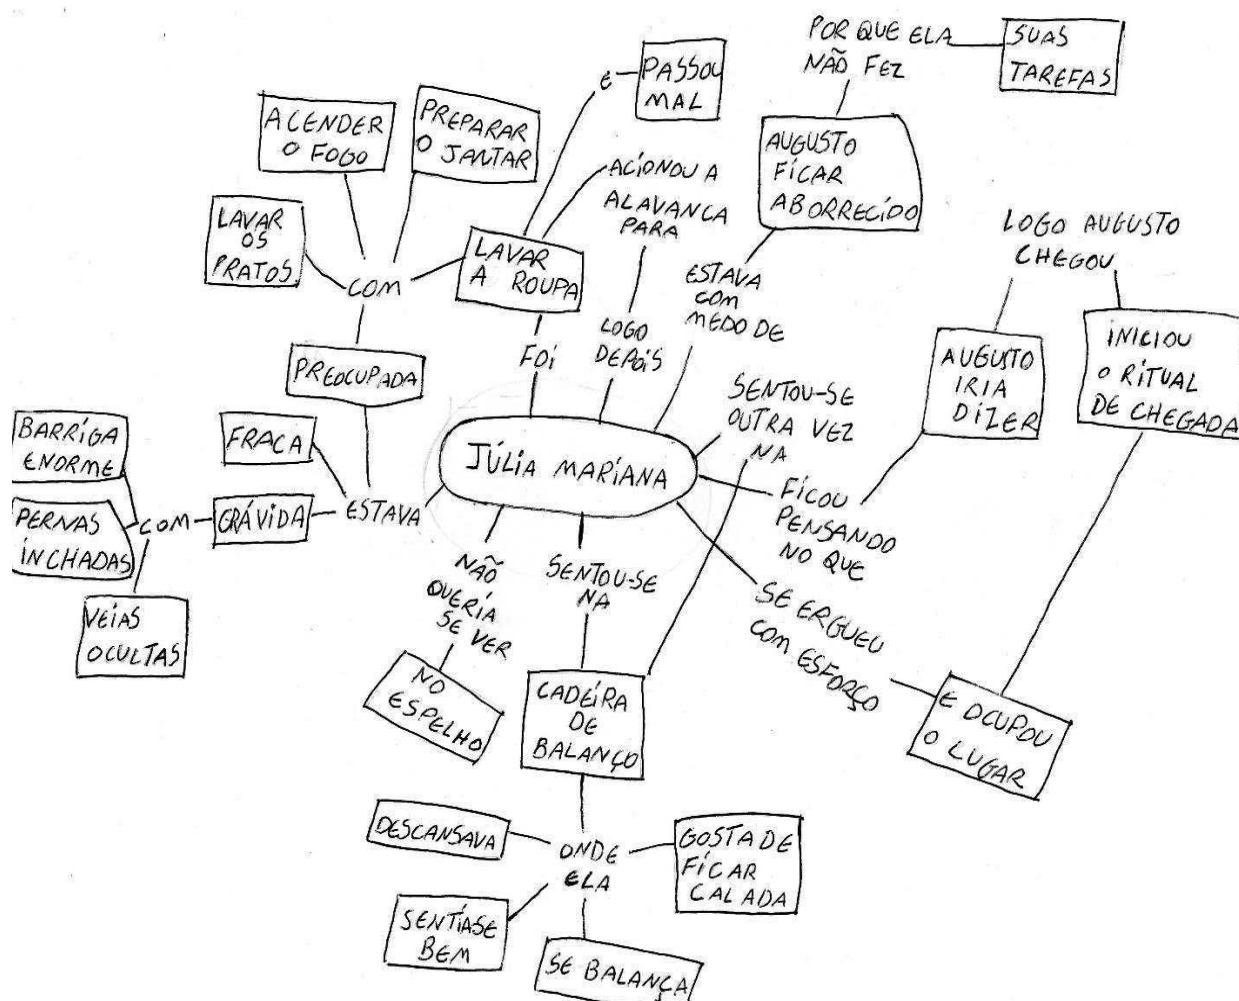 POR QUE ELA
NÃO FEZ
SUAS
TAREFAS
E
PASSOU
MAL
ACENDER
O FOGO
PREPARAR
O JANTAR
AUGUSTO
FICAR
ABORRECIDO
ACIONOU A
ALAVANCA
PARA
LAVAR
OS
PRATOS
COM
LAVAR
A ROUPA
ESTAVA
COM
MEDO DE
LOGO AUGUSTO
CHEGOU
FOI
LOGO
DEPOIS
PREOCUPADA
AUGUSTO
IRIA
DIZER
INICIOU
O RITUAL
DE CHEGADA
SENTOU-SE
OUTRA VEZ
NA
BARRIGA
ENORME
FRACA
JÚLIA MARIANA
FICOU
PENSANDO
NO QUE
PERNAS
INCHADAS
COM
GRÁVIDA
ESTAVA
VEIAS
OCULTAS
NÃO
QUERIA
SE VER
SENTOU-SE
NA
SE ERGUEU
COM ESFORÇO
NO
ESPELHO
CADEIRA
DE
BALANÇO
E OCUPOU
O LUGAR
DESCANSAVA
ONDE
ELA
GOSTA DE
FICAR
CALADA
SENTIA-SE
BEM
SE BALANÇA